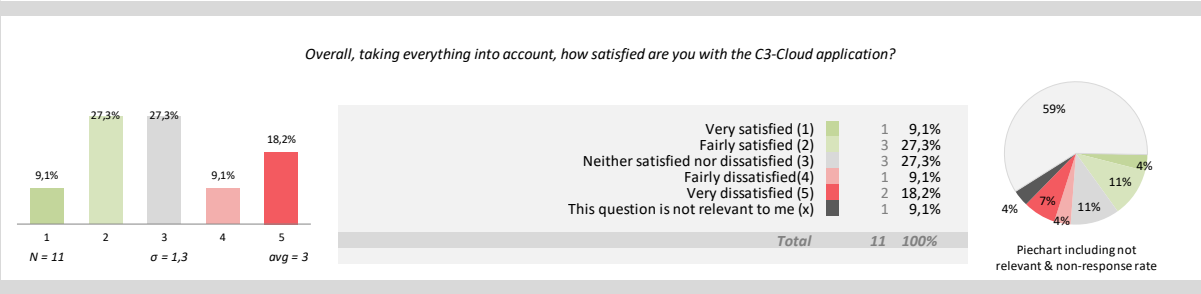 Overall, taking everything into account, how satisfied are you with the C3-Cloud application?
9,1%
27,3%
27,3%
9,1%
18,2%
1
2
3
4
5
N = 11
σ = 1,3
avg = 3
Very satisfied (1) 1 9,1%
Fairly satisfied (2) 3 27,3%
Neither satisfied nor dissatisfied (3) 3 27,3%
Fairly dissatisfied(4) 1 9,1%
Very dissatisfied (5) 2 18,2%
This question is not relevant to me (x) 1 9,1%
Total 11 100%
59%
4%
11%
11%
4%
7%
4%
Piechart including not
relevant & non-response rate